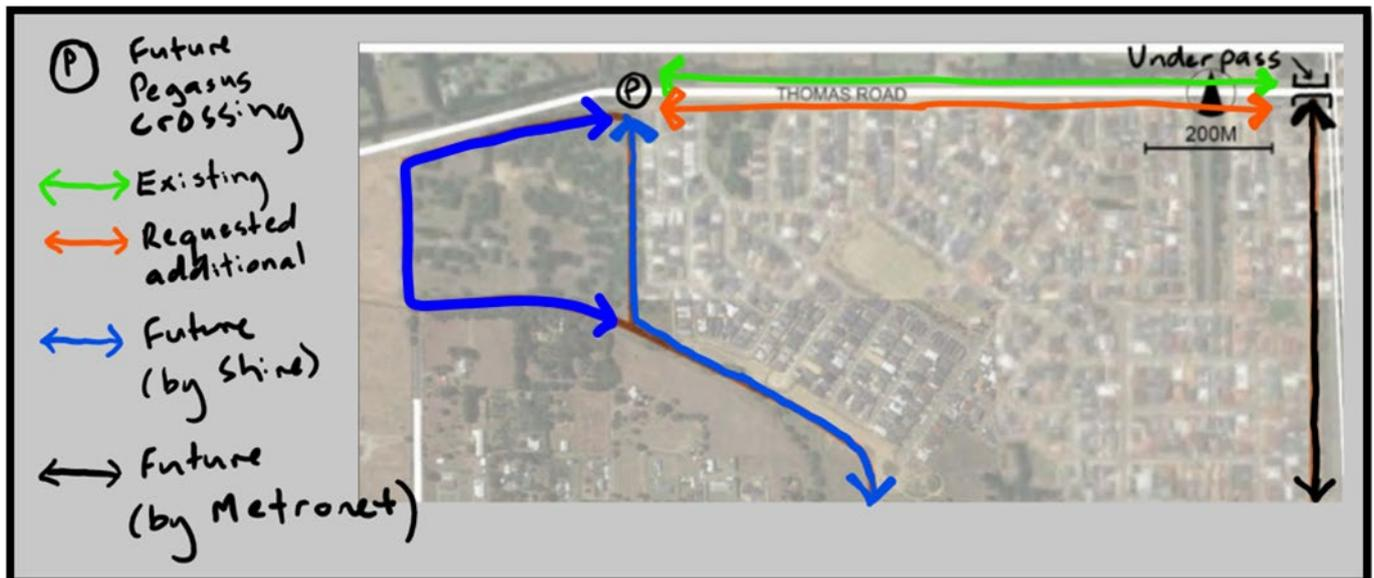 P
Future
Pegasus
crossing
Existing
Requested
additional
Future
(by Shire)
Future
(by Metronet)
P
Underpass
THOMAS ROAD
200M